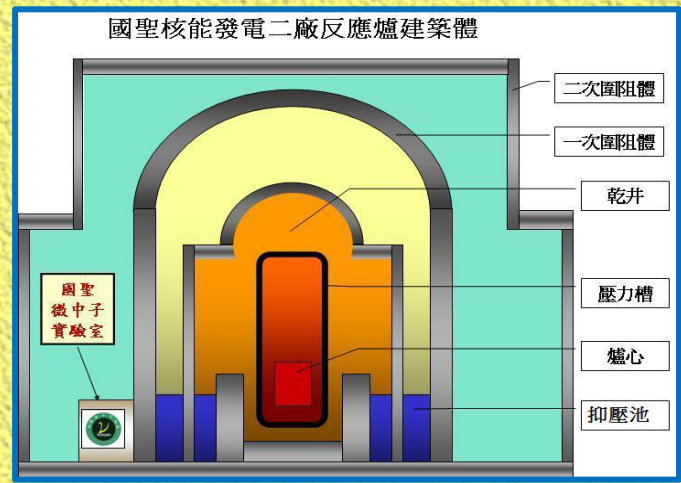 國聖核能發電二廠反應爐建築體
二次圍阻體
一次圍阻體
乾井
壓力槽
爐心
抑壓池
國聖
微中子
實驗室